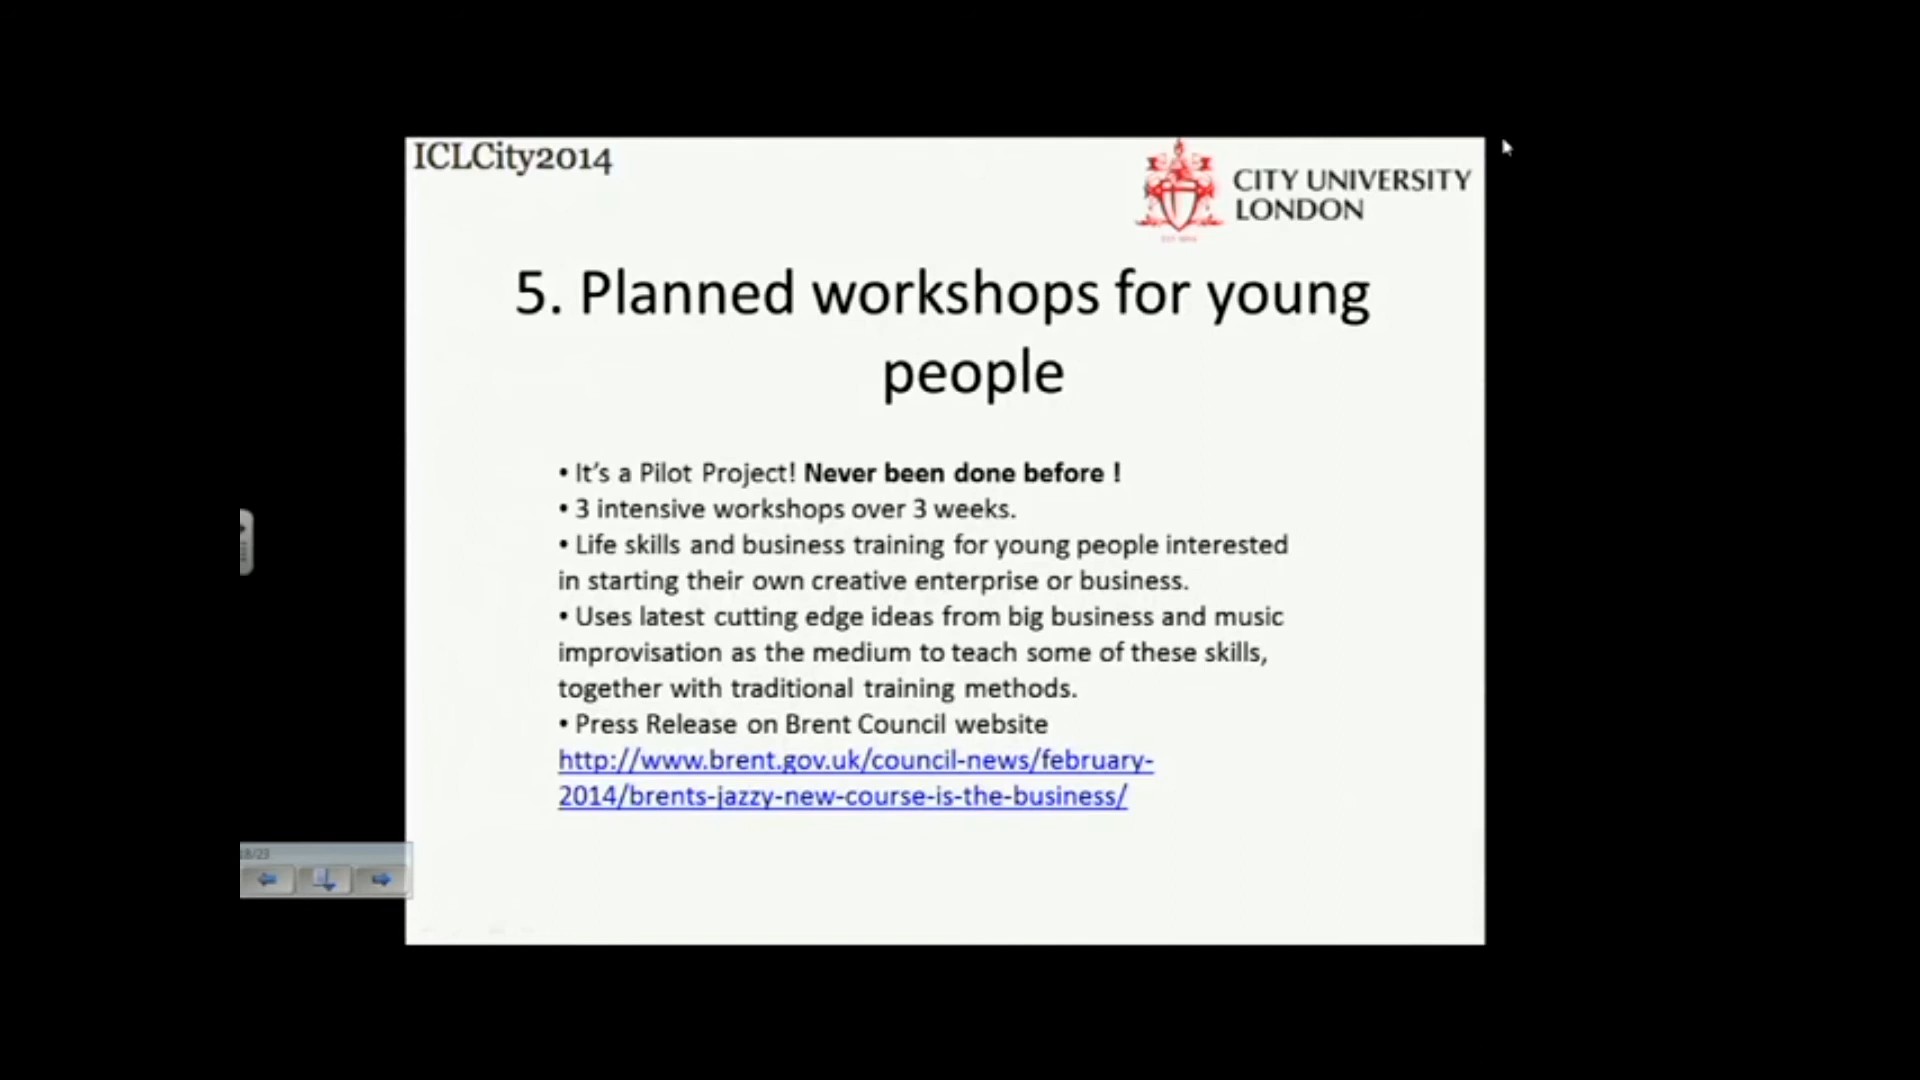 ICLCity2014
CITY UNIVERSITY
LONDON
5. Planned workshops for young
people
• It's a Pilot Project! Never been done before !
• 3 intensive workshops over 3 weeks.
• Life skills and business training for young people interested
in starting their own creative enterprise or business.
• Uses latest cutting edge ideas from big business and music
improvisation as the medium to teach some of these skills,
together with traditional training methods.
• Press Release on Brent Council website
http://www.brent.gov.uk/council-news/february-
2014/brents-jazzy-new-course-is-the-business/
18/23